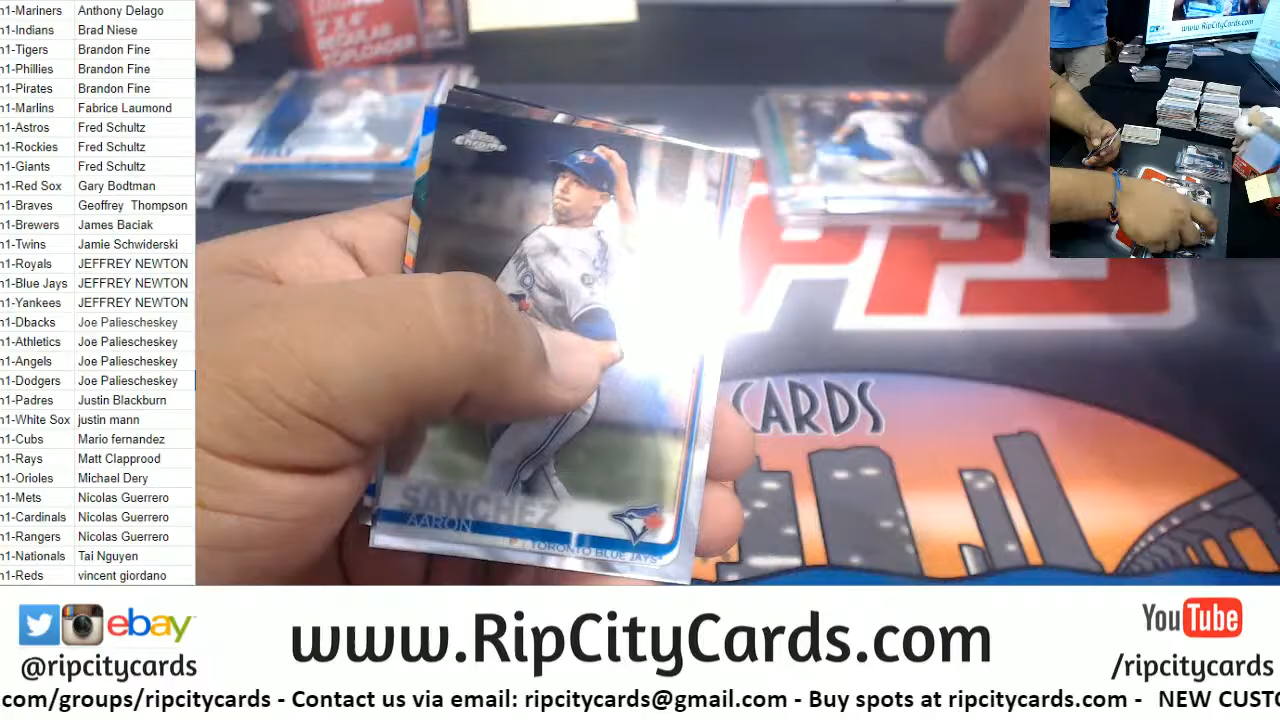 n1-Mariners Anthony Delago
n1-Indians Brad Niese
n1-Tigers Brandon Fine
n1-Phillies Brandon Fine
n1-Pirates Brandon Fine
n1-Marlins Fabrice Laumond
n1-Astros Fred Schultz
n1-Rockies Fred Schultz
n1-Giants Fred Schultz
n1-Red Sox Gary Bodtman
n1-Braves Geoffrey Thompson
n1-Brewers James Baciak
n1-Twins Jamie Schwiderski
n1-Royals JEFFREY NEWTON
n1-Blue Jays JEFFREY NEWTON
n1-Yankees JEFFREY NEWTON
n1-Dbacks Joe Paliescheskey
n1-Athletics Joe Paliescheskey
n1-Angels Joe Paliescheskey
n1-Dodgers Joe Paliescheskey
n1-Padres Justin Blackburn
n1-White Sox justin mann
n1-Cubs Mario fernandez
n1-Rays Matt Clapprood
n1-Orioles Michael Dery
n1-Mets Nicolas Guerrero
n1-Cardinals Nicolas Guerrero
n1-Rangers Nicolas Guerrero
n1-Nationals Tai Nguyen
n1-Reds vincent giordano
3" X 4"
REGULAR
TOPLOADER
Chrome
SANCHEZ
AARON
TORONTO BLUE JAYS
CARDS
www.RipCityCards.com
ebay
@ripcitycards
www.RipCityCards.com
YouTube
/ripcitycards
com/groups/ripcitycards - Contact us via email: ripcitycards@gmail.com - Buy spots at ripcitycards.com - NEW CUSTO